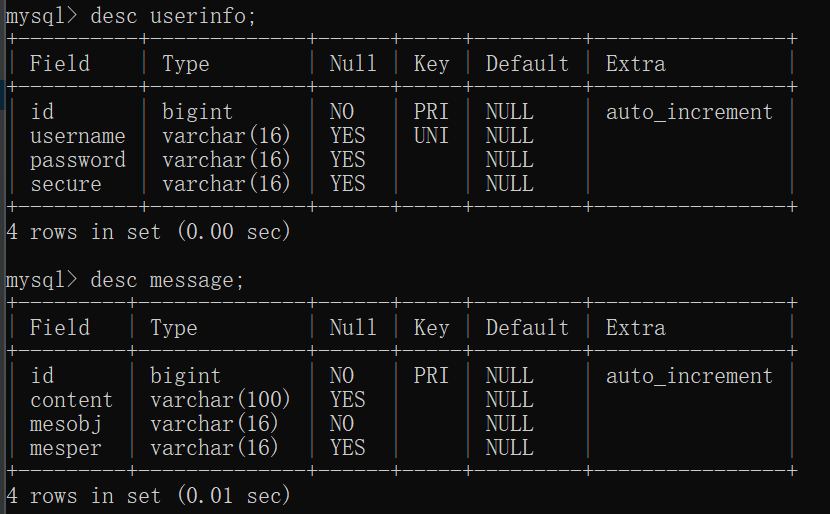 mysql> desc userinfo;
+----------+-------------+------+-----+---------+----------------+
| Field    | Type        | Null | Key | Default | Extra          |
+----------+-------------+------+-----+---------+----------------+
| id       | bigint      | NO   | PRI | NULL    | auto_increment |
| username | varchar(16) | YES  | UNI | NULL    |                |
| password | varchar(16) | YES  |     | NULL    |                |
| secure   | varchar(16) | YES  |     | NULL    |                |
+----------+-------------+------+-----+---------+----------------+
4 rows in set (0.00 sec)
mysql> desc message;
+---------+--------------+------+-----+---------+----------------+
| Field   | Type         | Null | Key | Default | Extra          |
+---------+--------------+------+-----+---------+----------------+
| id      | bigint       | NO   | PRI | NULL    | auto_increment |
| content | varchar(100) | YES  |     | NULL    |                |
| mesobj  | varchar(16)  | NO   |     | NULL    |                |
| mesper  | varchar(16)  | YES  |     | NULL    |                |
+---------+--------------+------+-----+---------+----------------+
4 rows in set (0.01 sec)